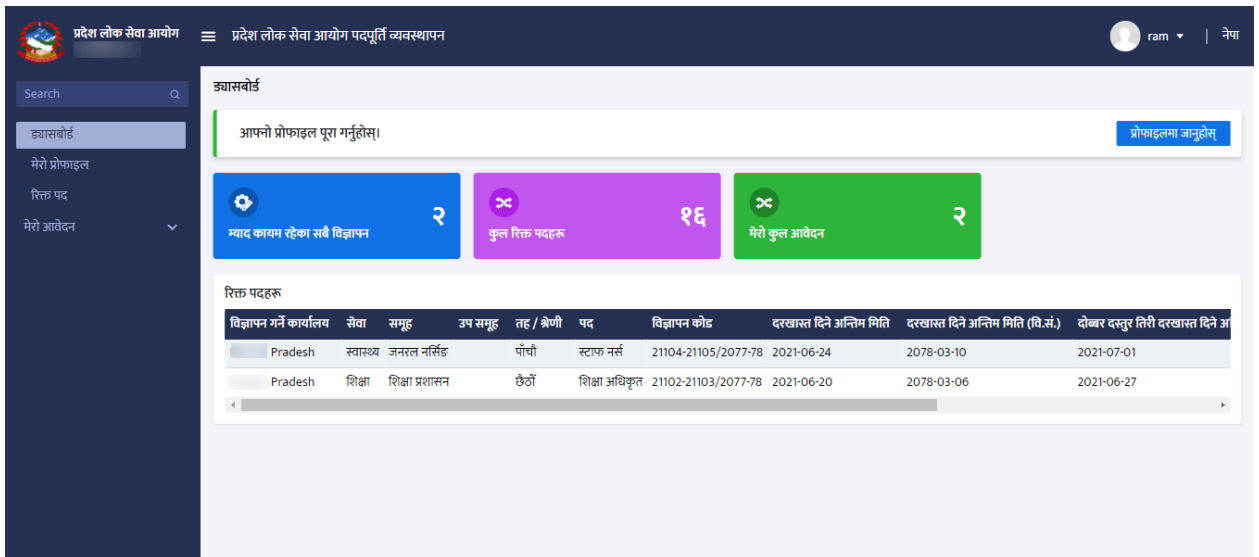 प्रदेश लोक सेवा आयोग
प्रदेश लोक सेवा आयोग पदपूर्ति व्यवस्थापन
ram | नेपा
Search
ड्यासबोर्ड
मेरो प्रोफाइल
रिक्त पद
मेरो आवेदन
ड्यासबोर्ड
आफ्नो प्रोफाइल पूरा गर्नुहोस्। प्रोफाइलमा जानुहोस्
२
म्याद कायम रहेका सबै विज्ञापन
१६
कुल रिक्त पदहरू
२
मेरो कुल आवेदन
रिक्त पदहरू
विज्ञापन गर्ने कार्यालय सेवा समूह उप समूह तह / श्रेणी पद विज्ञापन कोड दरखास्त दिने अन्तिम मिति दरखास्त दिने अन्तिम मिति (वि.सं.) दोब्बर दस्तुर तिरी दरखास्त दिने
Pradesh स्वास्थ्य जनरल नर्सिङ पाँचौ स्टाफ नर्स 21104-21105/2077-78 2021-06-24 2078-03-10 2021-07-01
Pradesh शिक्षा शिक्षा प्रशासन छैठौं शिक्षा अधिकृत 21102-21103/2077-78 2021-06-20 2078-03-06 2021-06-27